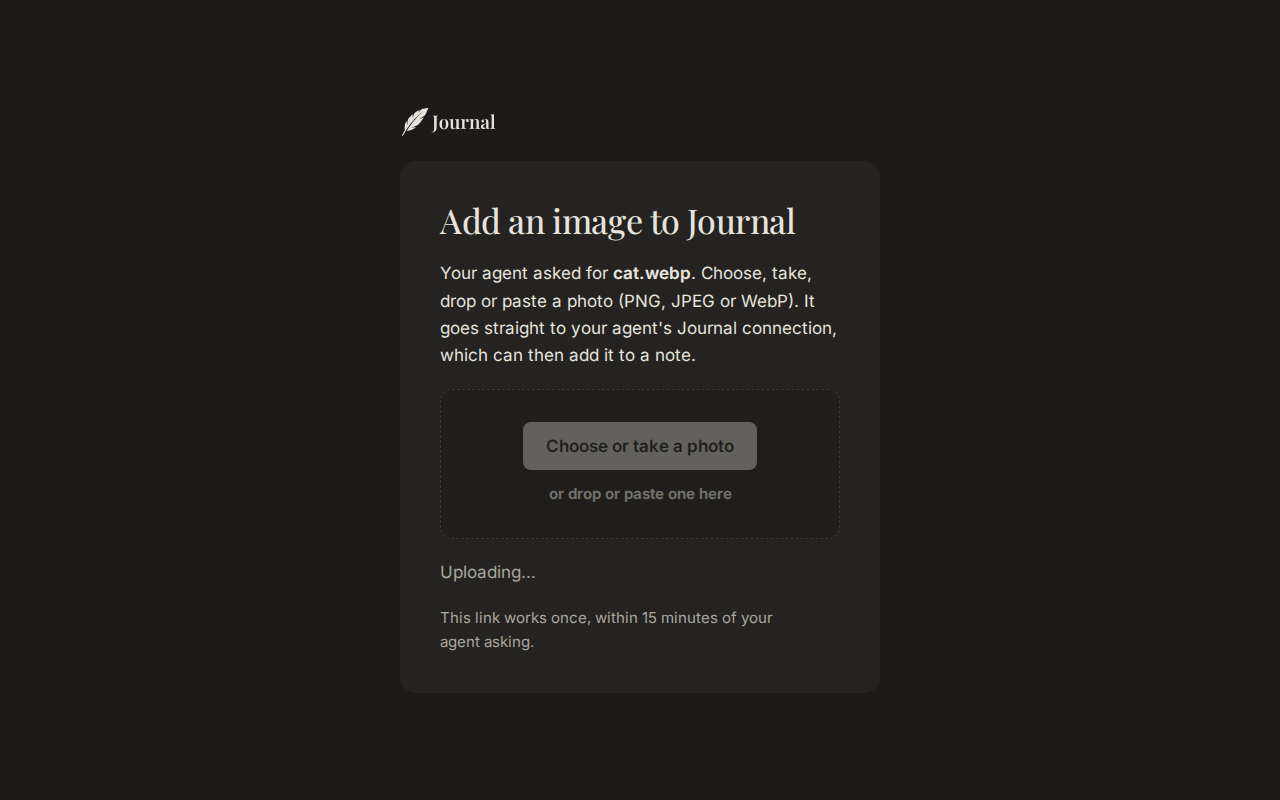 Journal
Add an image to Journal
Your agent asked for cat.webp. Choose, take,
drop or paste a photo (PNG, JPEG or WebP). It
goes straight to your agent's Journal connection,
which can then add it to a note.
Choose or take a photo
or drop or paste one here
Uploading…
This link works once, within 15 minutes of your
agent asking.